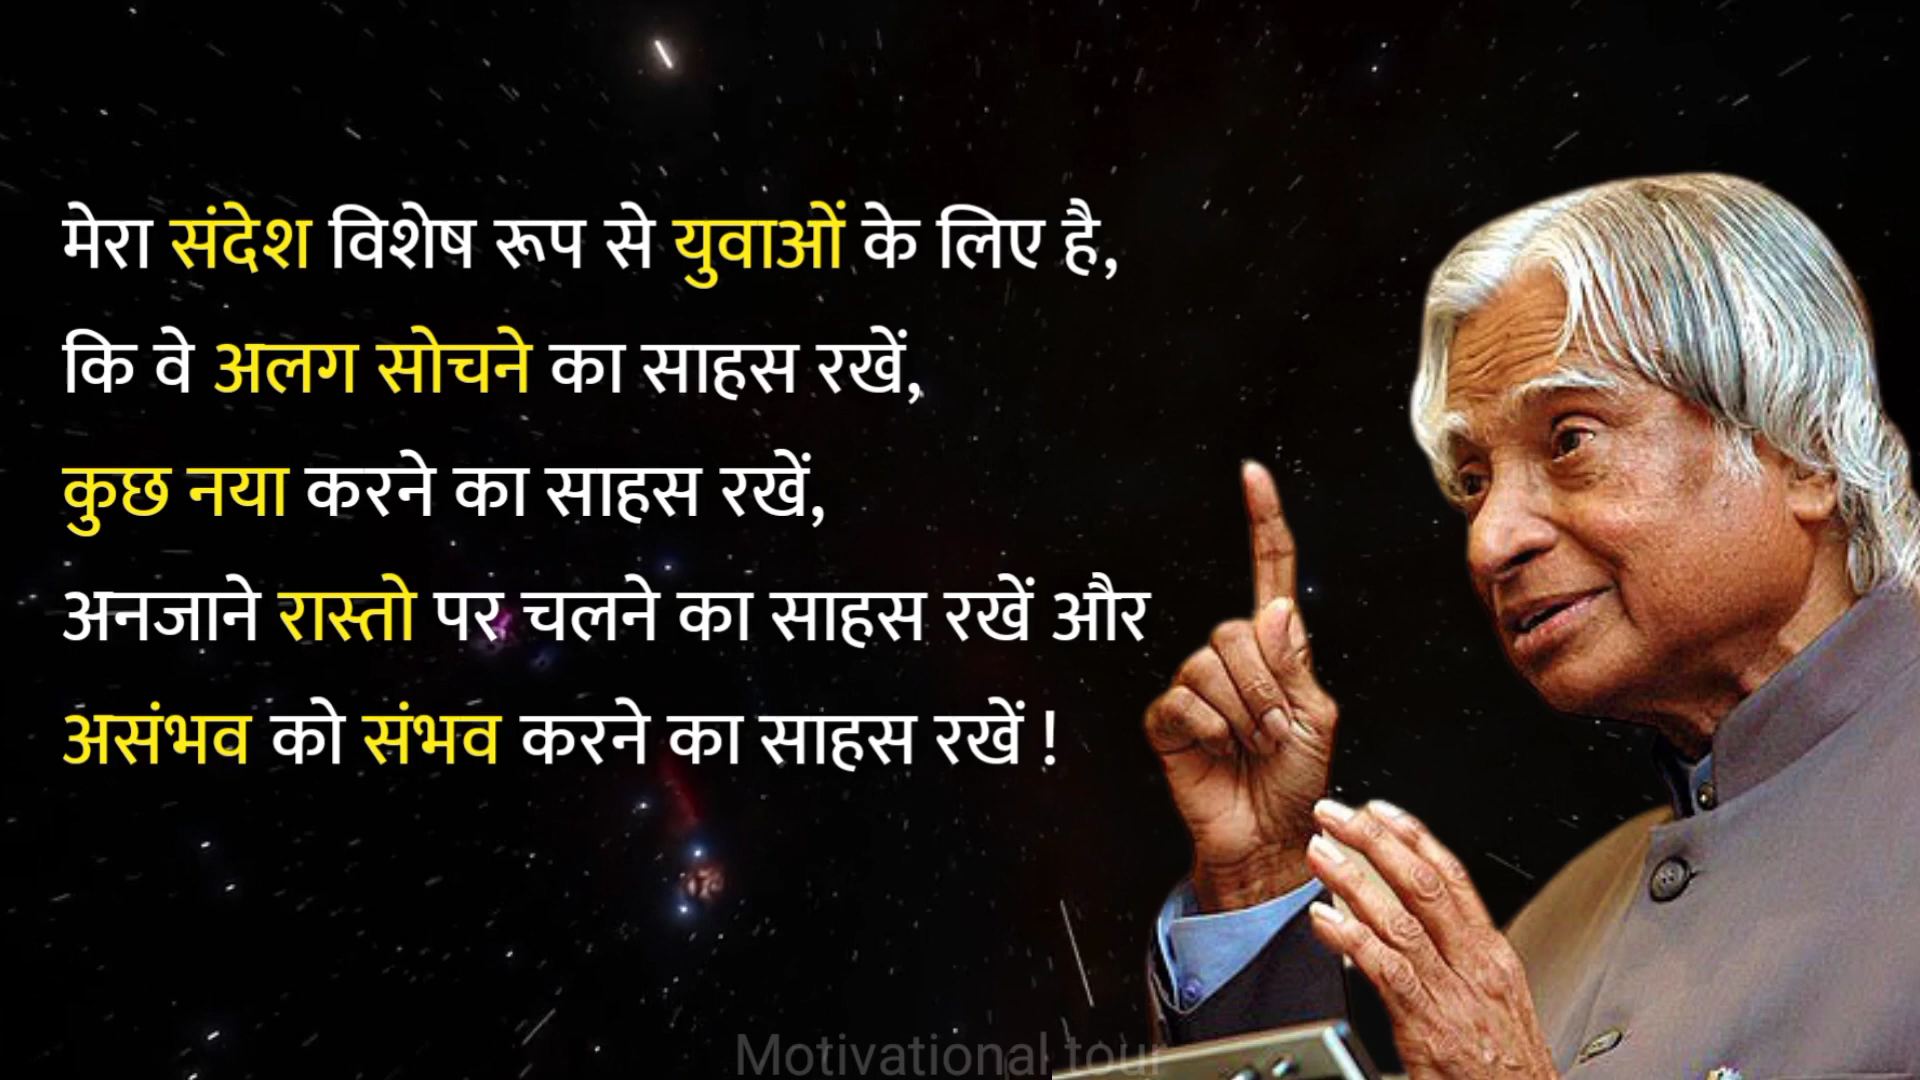 मेरा संदेश विशेष रूप से युवाओं के लिए है,
कि वे अलग सोचने का साहस रखें,
कुछ नया करने का साहस रखें,
अनजाने रास्तो पर चलने का साहस रखें और
असंभव को संभव करने का साहस रखें !
Motivational tour